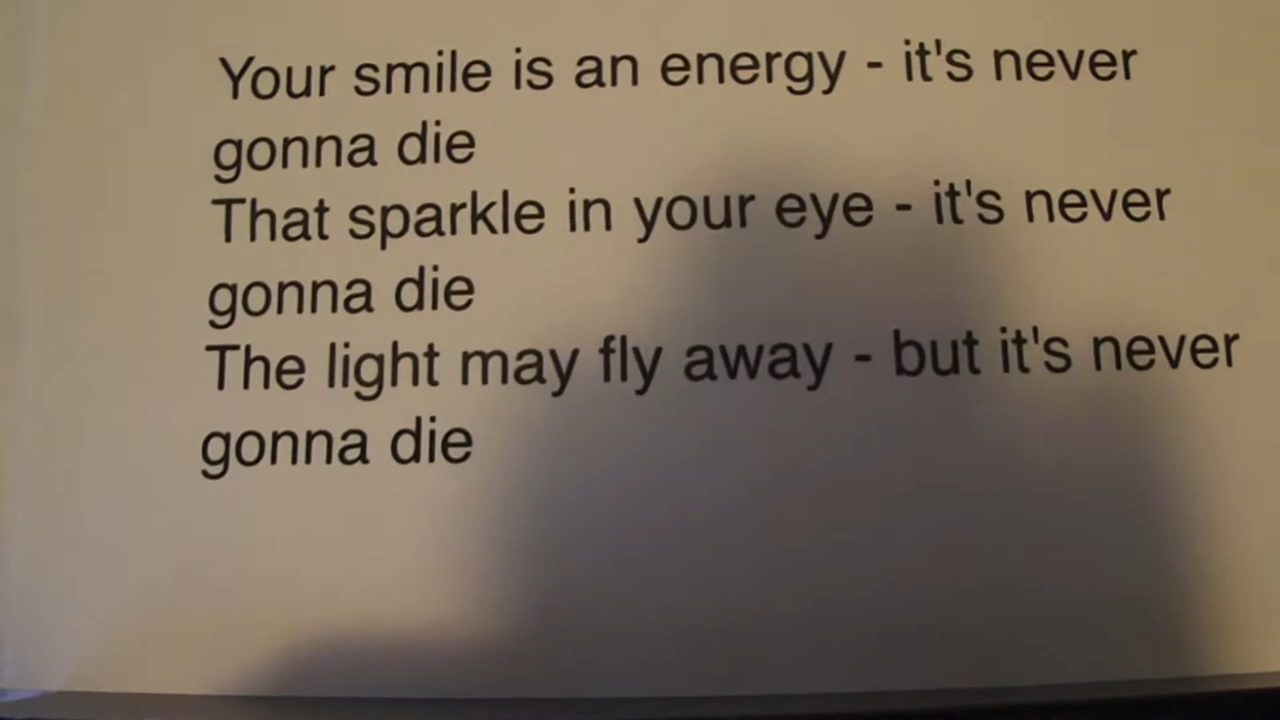 Your smile is an energy - it's never
gonna die
That sparkle in your eye - it's never
gonna die
The light may fly away - but it's never
gonna die